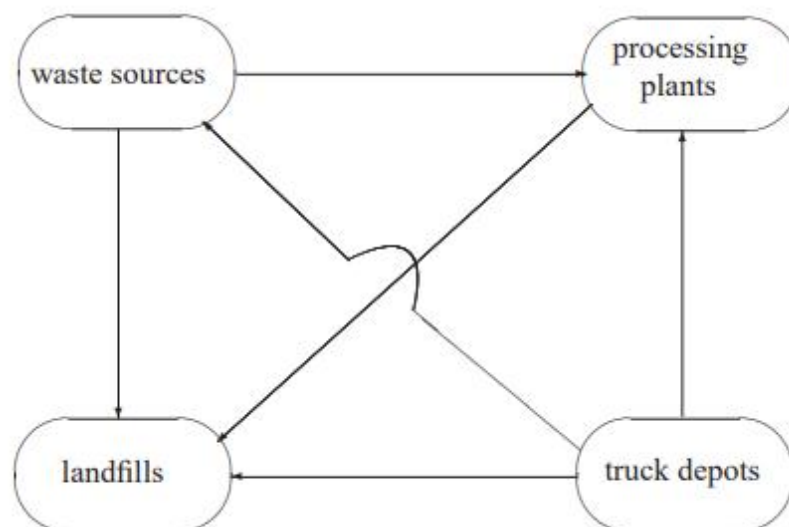 waste sources
processing
plants
landfills
truck depots